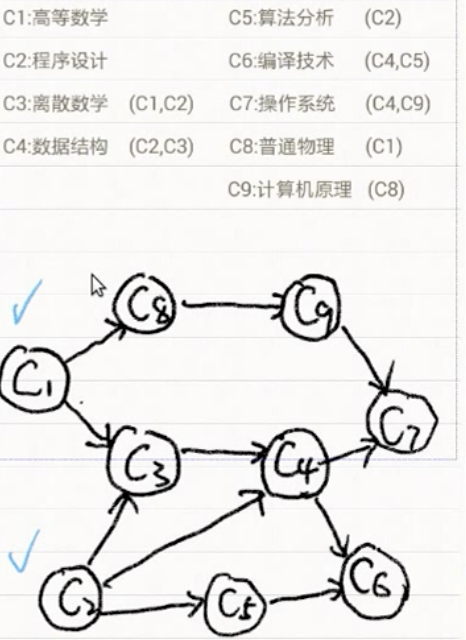 C1:高等数学 C5:算法分析 (C2)
C2:程序设计 C6:编译技术 (C4,C5)
C3:离散数学 (C1,C2) C7:操作系统 (C4,C9)
C4:数据结构 (C2,C3) C8:普通物理 (C1)
C9:计算机原理 (C8)
C8 C9
C1
C7
C3 C4
C2 C5 C6